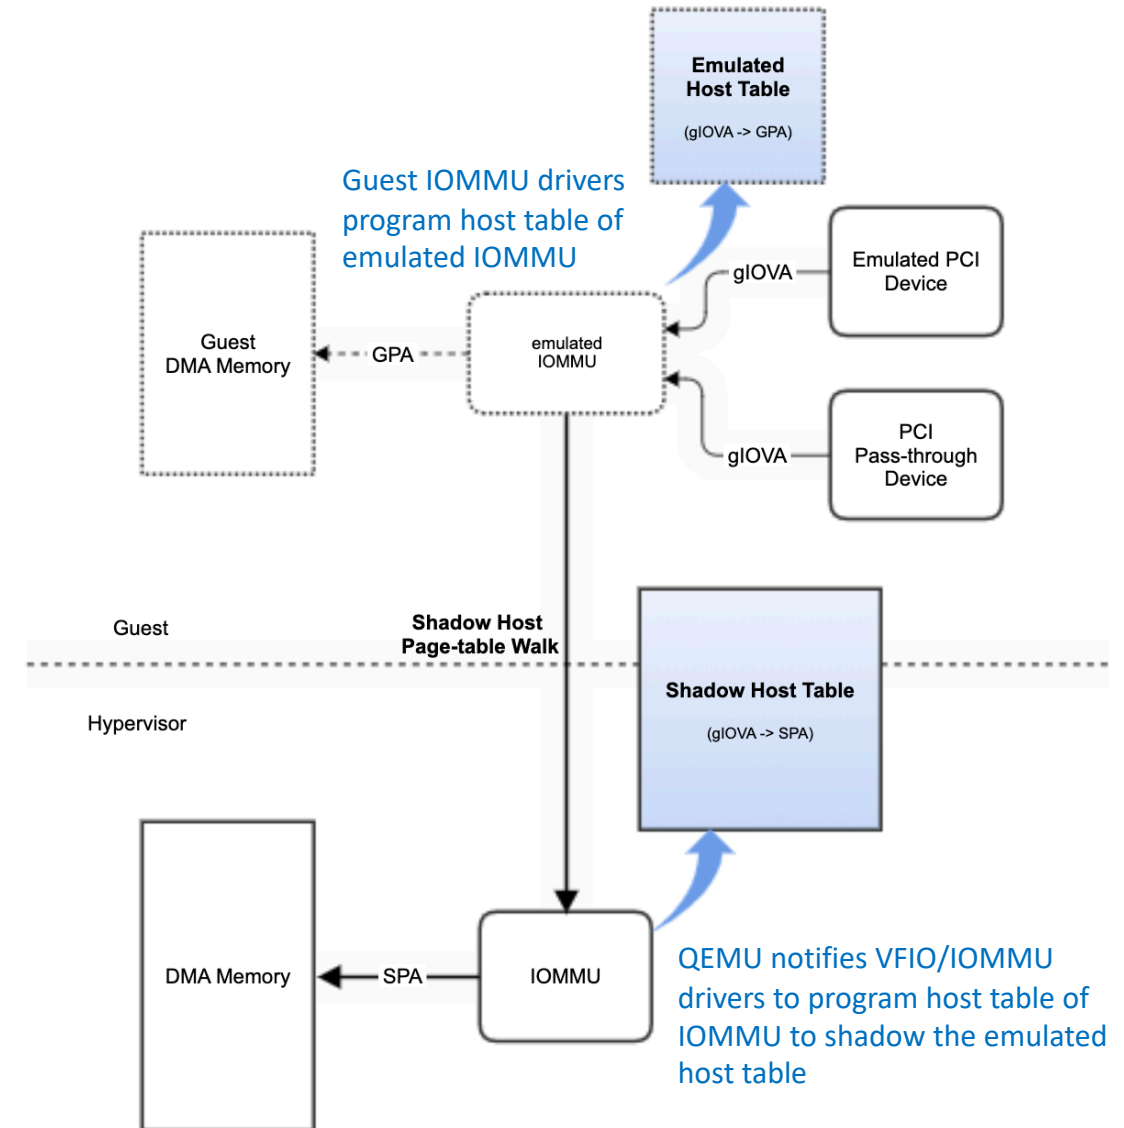 Emulated
Host Table
(gIOVA -> GPA)
Guest IOMMU drivers
program host table of
emulated IOMMU
gIOVA
Emulated PCI
Device
Guest
DMA Memory
GPA
emulated
IOMMU
PCI
Pass-through
Device
gIOVA
Guest
Shadow Host
Page-table Walk
Shadow Host Table
(gIOVA -> SPA)
Hypervisor
DMA Memory
SPA
IOMMU
QEMU notifies VFIO/IOMMU
drivers to program host table of
IOMMU to shadow the emulated
host table